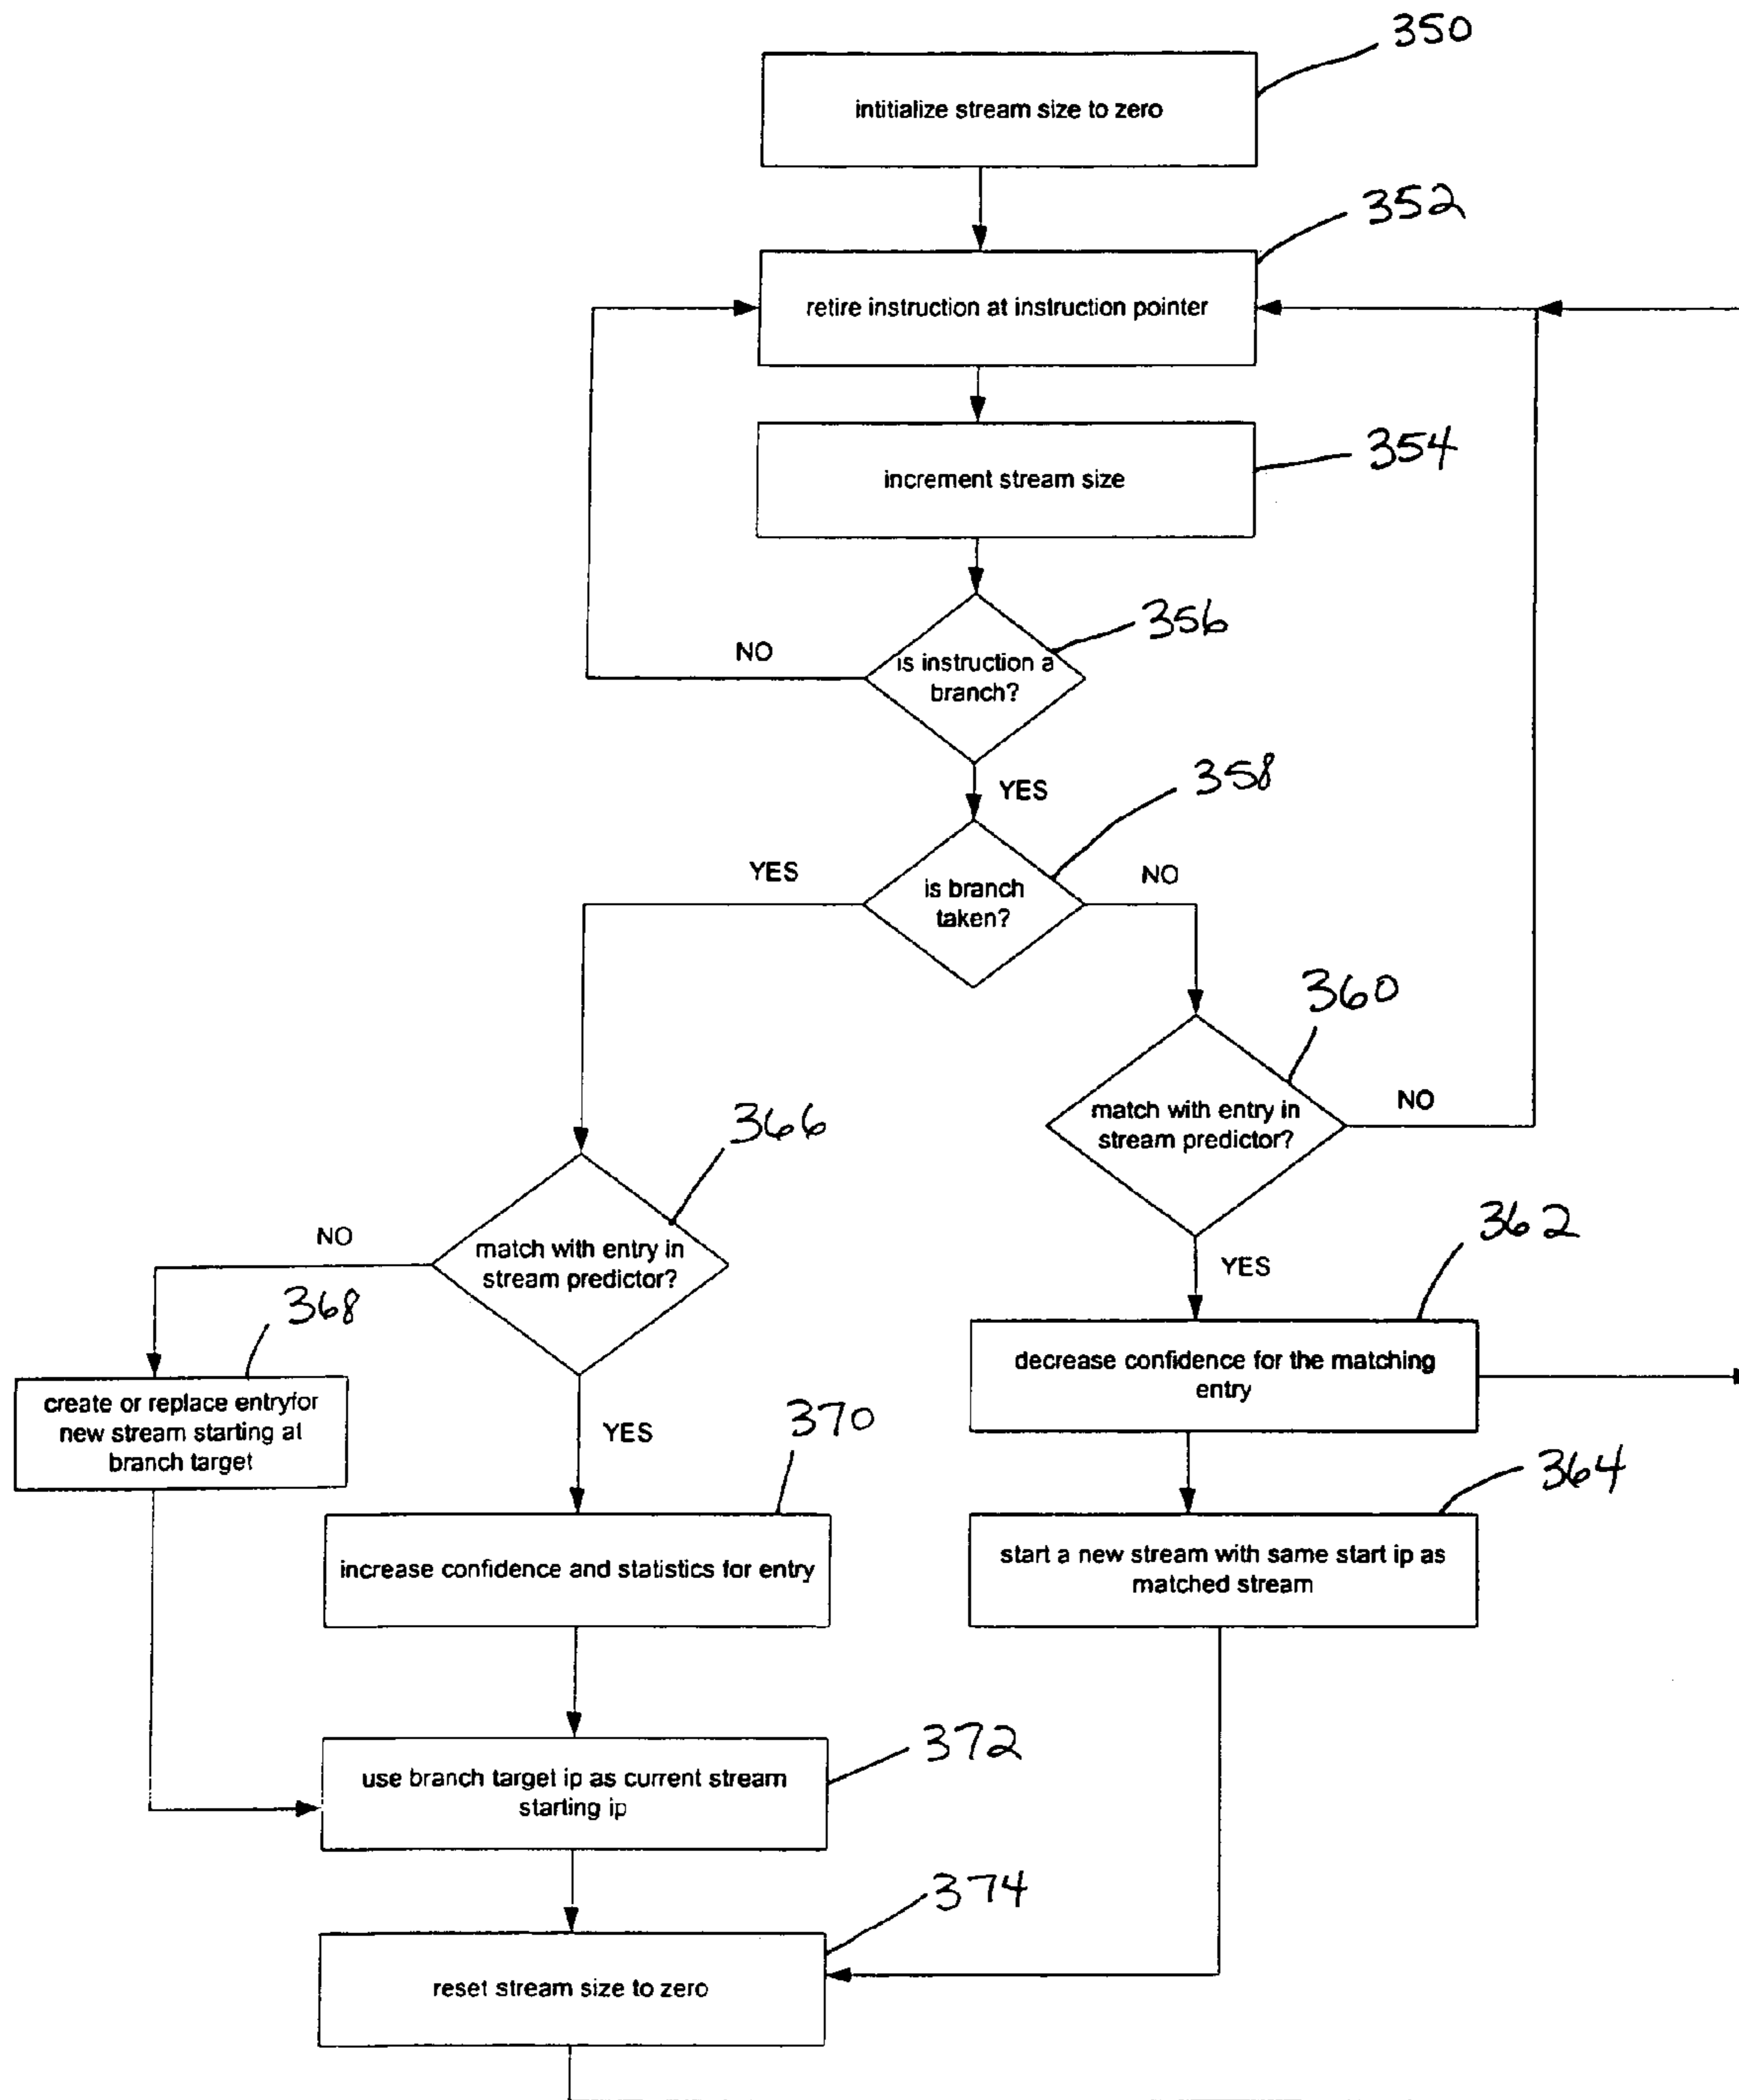 350
intitialize stream size to zero
352
retire instruction at instruction pointer
354
increment stream size
356
NO
is instruction a
branch?
YES
358
YES
NO
is branch
taken?
360
match with entry in
stream predictor?
NO
366
NO
match with entry in
stream predictor?
YES
362
368
decrease confidence for the matching
entry
create or replace entryfor
new stream starting at
branch target
YES
370
364
start a new stream with same start ip as
matched stream
increase confidence and statistics for entry
372
use branch target ip as current stream
starting ip
374
reset stream size to zero